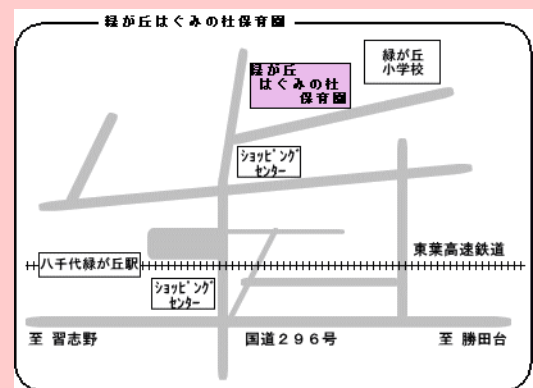 緑が丘はぐみの杜保育園
緑が丘
はぐみの杜
保育園
緑が丘
小学校
ショッピング
センター
東葉高速鉄道
八千代緑が丘駅
ショッピング
センター
至 習志野
国道296号
至 勝田台